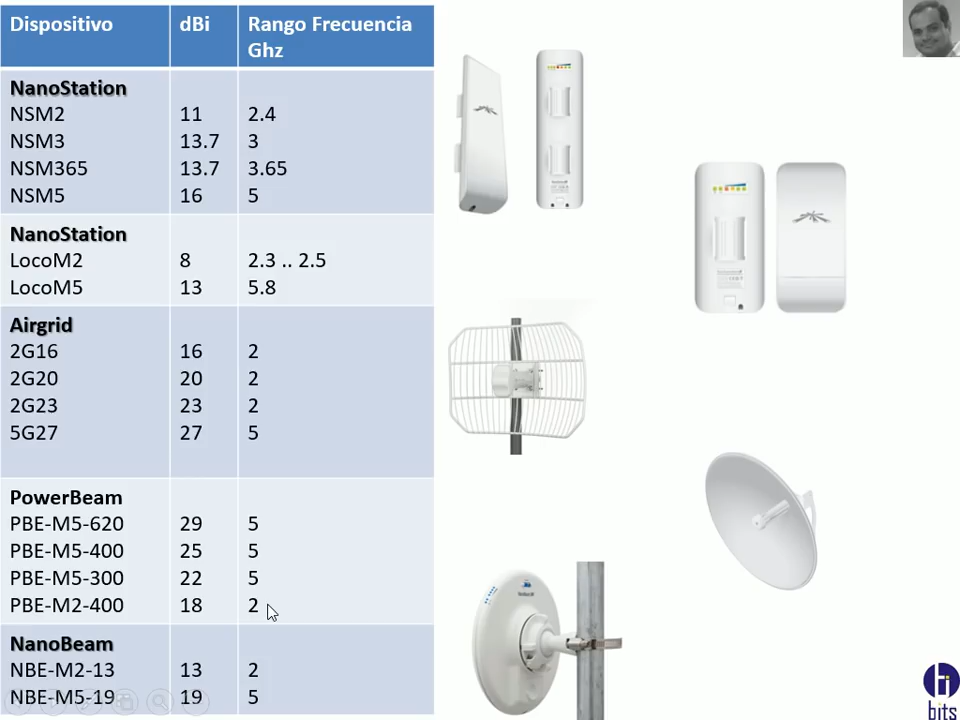 Dispositivo dBi Rango Frecuencia
Ghz
NanoStation
NSM2 11 2.4
NSM3 13.7 3
NSM365 13.7 3.65
NSM5 16 5
NanoStation
LocoM2 8 2.3 .. 2.5
LocoM5 13 5.8
Airgrid
2G16 16 2
2G20 20 2
2G23 23 2
5G27 27 5
PowerBeam
PBE-M5-620 29 5
PBE-M5-400 25 5
PBE-M5-300 22 5
PBE-M2-400 18 2
NanoBeam
NBE-M2-13 13 2
NBE-M5-19 19 5
bits